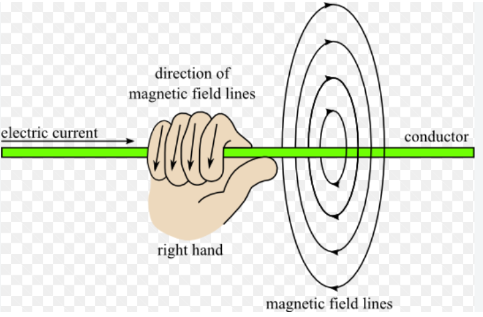 direction of
magnetic field lines
electric current
conductor
right hand
magnetic field lines